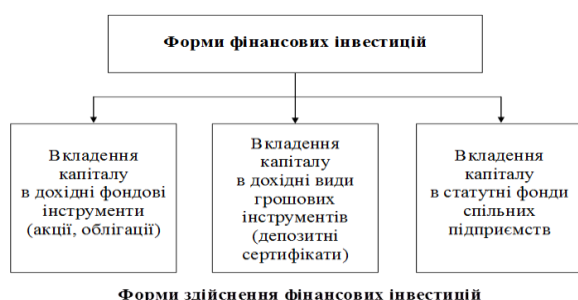 Форми фінансових інвестицій
Вкладення
капіталу
в дохідні фондові
інструменти
(акції, облігації)
Вкладення
капіталу
в дохідні види
грошових
інструментів
(депозитні
сертифікати)
Вкладення
капіталу
в статутні фонди
спільних
підприємств
Форми здійснення фінансових інвестицій